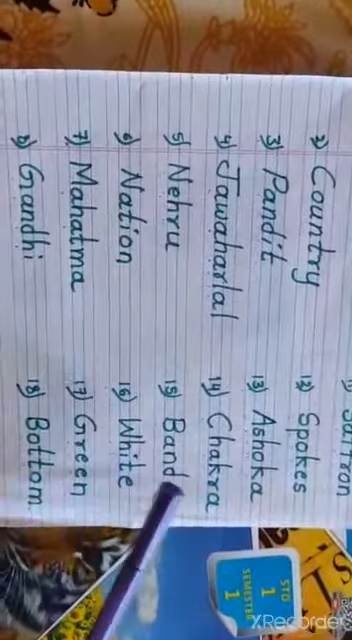 2) Country
3) Pandit
4) Jawaharlal
5) Nehru
6) Nation
7) Mahatma
8) Gandhi
11) Saffron
12) Spokes
13) Ashoka
14) Chakra
15) Band
16) White
17) Green
18) Bottom
STD
1
SEMESTER
1
XRecorder